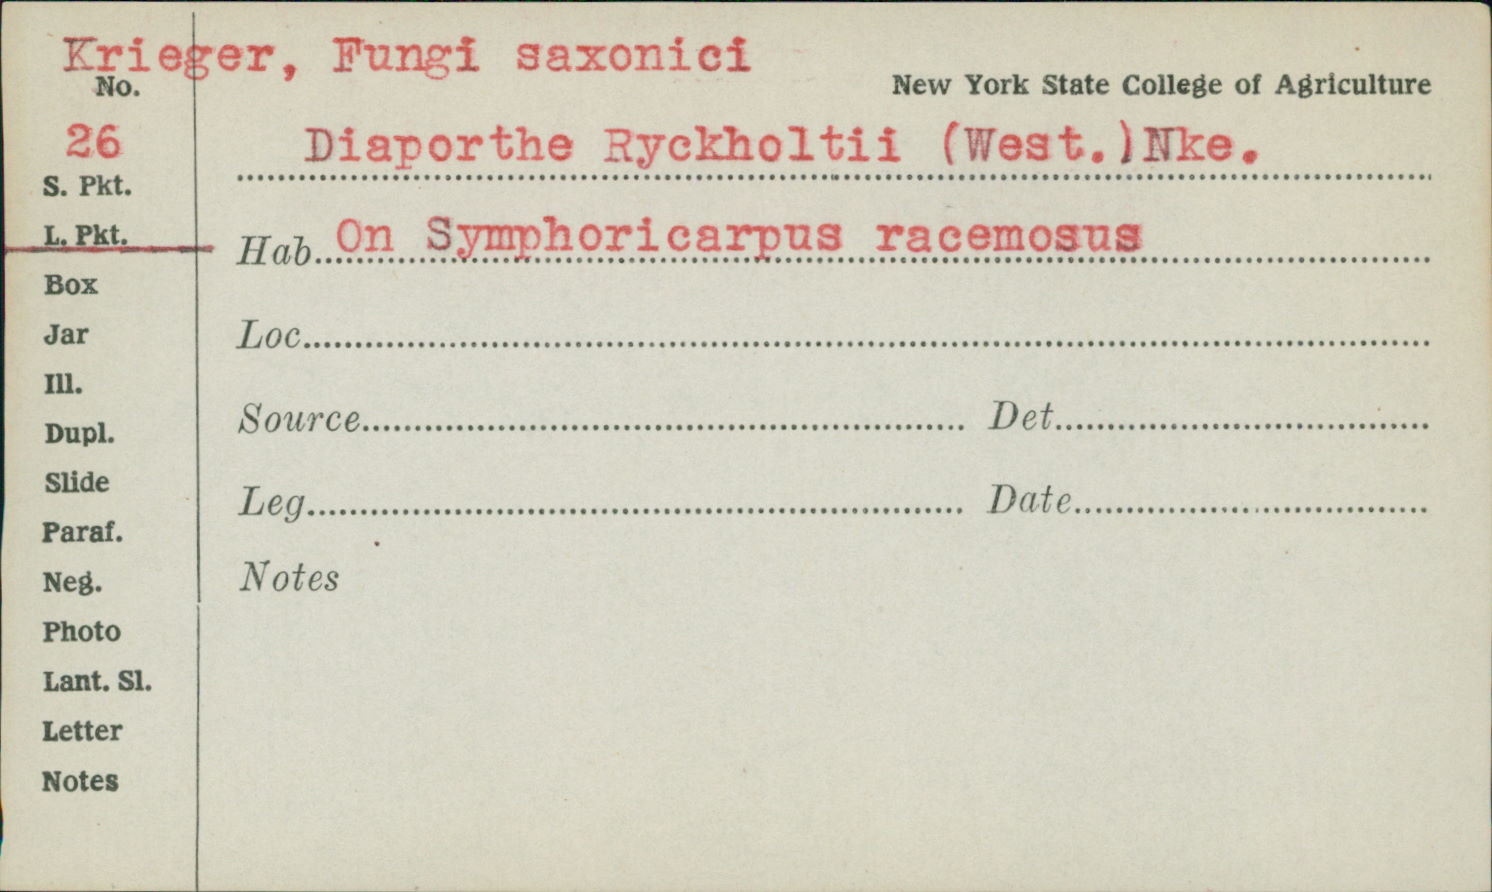 Krieger, Fungi saxonici
No.
New York State College of Agriculture
26
Diaporthe Ryckholtii (West.)Nke.
S. Pkt.
L. Pkt.
Hab. On Symphoricarpus racemosus
Box
Jar
Loc.
Ill.
Source
Det.
Dupl.
Slide
Leg.
Date
Paraf.
Neg.
Notes
Photo
Lant. Sl.
Letter
Notes